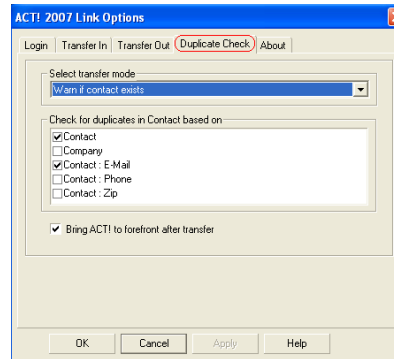 ACT! 2007 Link Options
Login Transfer In Transfer Out Duplicate Check About
Select transfer mode
Warn if contact exists
Check for duplicates in Contact based on
Contact
Company
Contact : E-Mail
Contact : Phone
Contact : Zip
Bring ACT! to forefront after transfer
OK Cancel Apply Help